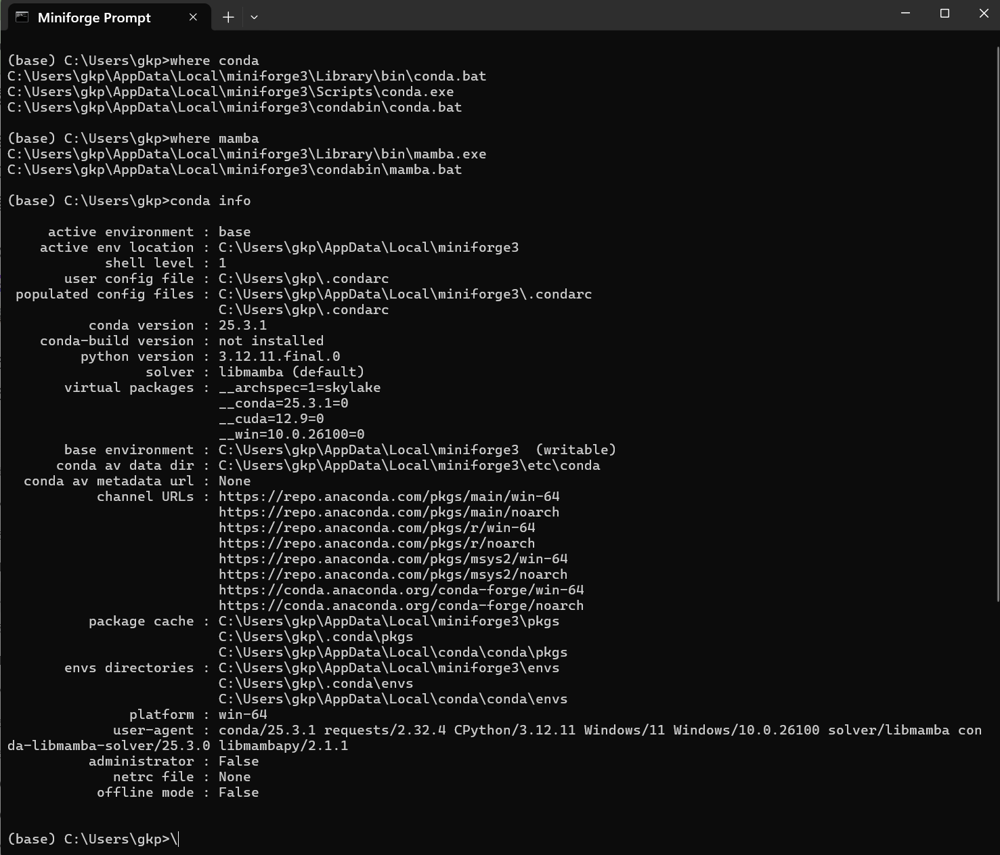 Miniforge Prompt
(base) C:\Users\gkp>where conda
C:\Users\gkp\AppData\Local\miniforge3\Library\bin\conda.bat
C:\Users\gkp\AppData\Local\miniforge3\Scripts\conda.exe
C:\Users\gkp\AppData\Local\miniforge3\condabin\conda.bat
(base) C:\Users\gkp>where mamba
C:\Users\gkp\AppData\Local\miniforge3\Library\bin\mamba.exe
C:\Users\gkp\AppData\Local\miniforge3\condabin\mamba.bat
(base) C:\Users\gkp>conda info
active environment : base
active env location : C:\Users\gkp\AppData\Local\miniforge3
shell level : 1
user config file : C:\Users\gkp\.condarc
populated config files : C:\Users\gkp\AppData\Local\miniforge3\.condarc
C:\Users\gkp\.condarc
conda version : 25.3.1
conda-build version : not installed
python version : 3.12.11.final.0
solver : libmamba (default)
virtual packages : __archspec=1=skylake
__conda=25.3.1=0
__cuda=12.9=0
__win=10.0.26100=0
base environment : C:\Users\gkp\AppData\Local\miniforge3  (writable)
conda av data dir : C:\Users\gkp\AppData\Local\miniforge3\etc\conda
conda av metadata url : None
channel URLs : https://repo.anaconda.com/pkgs/main/win-64
https://repo.anaconda.com/pkgs/main/noarch
https://repo.anaconda.com/pkgs/r/win-64
https://repo.anaconda.com/pkgs/r/noarch
https://repo.anaconda.com/pkgs/msys2/win-64
https://repo.anaconda.com/pkgs/msys2/noarch
https://conda.anaconda.org/conda-forge/win-64
https://conda.anaconda.org/conda-forge/noarch
package cache : C:\Users\gkp\AppData\Local\miniforge3\pkgs
C:\Users\gkp\.conda\pkgs
C:\Users\gkp\AppData\Local\conda\conda\pkgs
envs directories : C:\Users\gkp\AppData\Local\miniforge3\envs
C:\Users\gkp\.conda\envs
C:\Users\gkp\AppData\Local\conda\conda\envs
platform : win-64
user-agent : conda/25.3.1 requests/2.32.4 CPython/3.12.11 Windows/11 Windows/10.0.26100 solver/libmamba con
da-libmamba-solver/25.3.0 libmambapy/2.1.1
administrator : False
netrc file : None
offline mode : False
(base) C:\Users\gkp>\